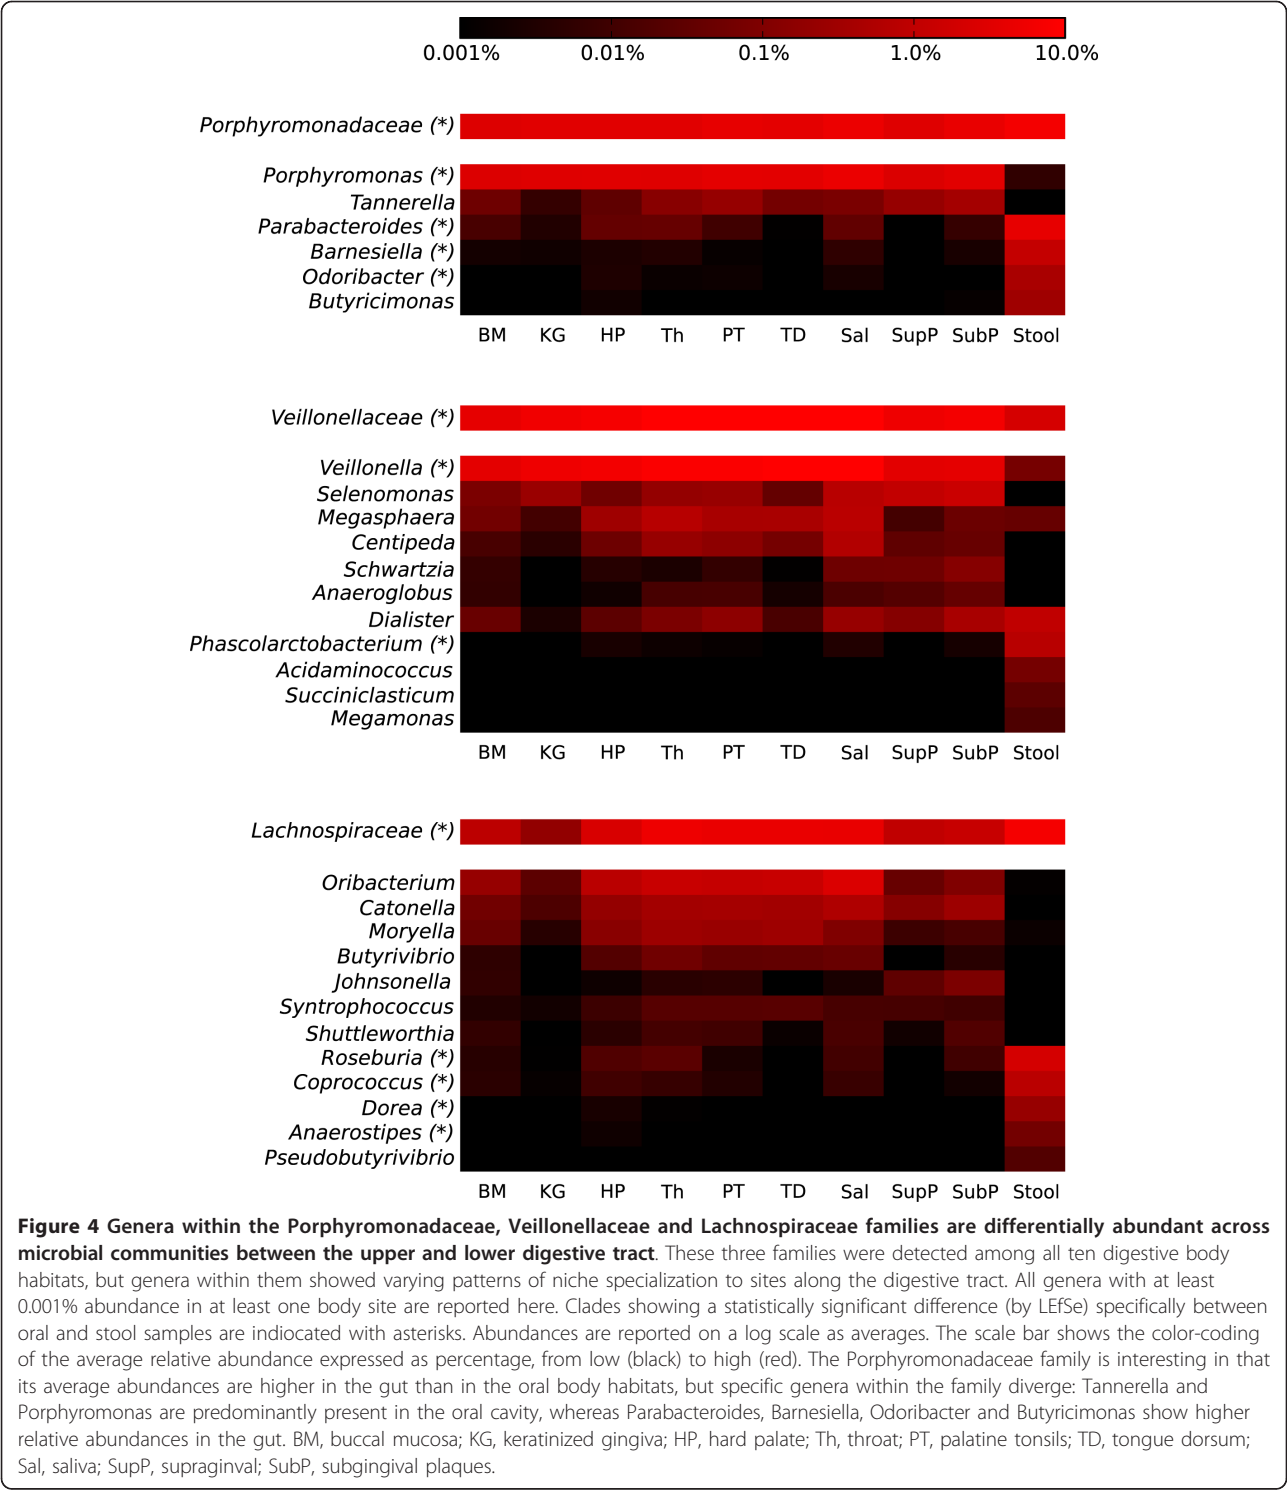 0.001% 0.01% 0.1% 1.0% 10.0%
Porphyromonadaceae (*)
Porphyromonas (*)
Tannerella
Parabacteroides (*)
Barnesiella (*)
Odoribacter (*)
Butyricimonas
BM KG HP Th PT TD Sal SupP SubP Stool
Veillonellaceae (*)
Veillonella (*)
Selenomonas
Megasphaera
Centipeda
Schwartzia
Anaeroglobus
Dialister
Phascolarctobacterium (*)
Acidaminococcus
Succiniclasticum
Megamonas
BM KG HP Th PT TD Sal SupP SubP Stool
Lachnospiraceae (*)
Oribacterium
Catonella
Moryella
Butyrivibrio
Johnsonella
Syntrophococcus
Shuttleworthia
Roseburia (*)
Coprococcus (*)
Dorea (*)
Anaerostipes (*)
Pseudobutyrivibrio
BM KG HP Th PT TD Sal SupP SubP Stool
Figure 4 Genera within the Porphyromonadaceae, Veillonellaceae and Lachnospiraceae families are differentially abundant across
microbial communities between the upper and lower digestive tract. These three families were detected among all ten digestive body
habitats, but genera within them showed varying patterns of niche specialization to sites along the digestive tract. All genera with at least
0.001% abundance in at least one body site are reported here. Clades showing a statistically significant difference (by LEfSe) specifically between
oral and stool samples are indiocated with asterisks. Abundances are reported on a log scale as averages. The scale bar shows the color-coding
of the average relative abundance expressed as percentage, from low (black) to high (red). The Porphyromonadaceae family is interesting in that
its average abundances are higher in the gut than in the oral body habitats, but specific genera within the family diverge: Tannerella and
Porphyromonas are predominantly present in the oral cavity, whereas Parabacteroides, Barnesiella, Odoribacter and Butyricimonas show higher
relative abundances in the gut. BM, buccal mucosa; KG, keratinized gingiva; HP, hard palate; Th, throat; PT, palatine tonsils; TD, tongue dorsum;
Sal, saliva; SupP, supraginval; SubP, subgingival plaques.